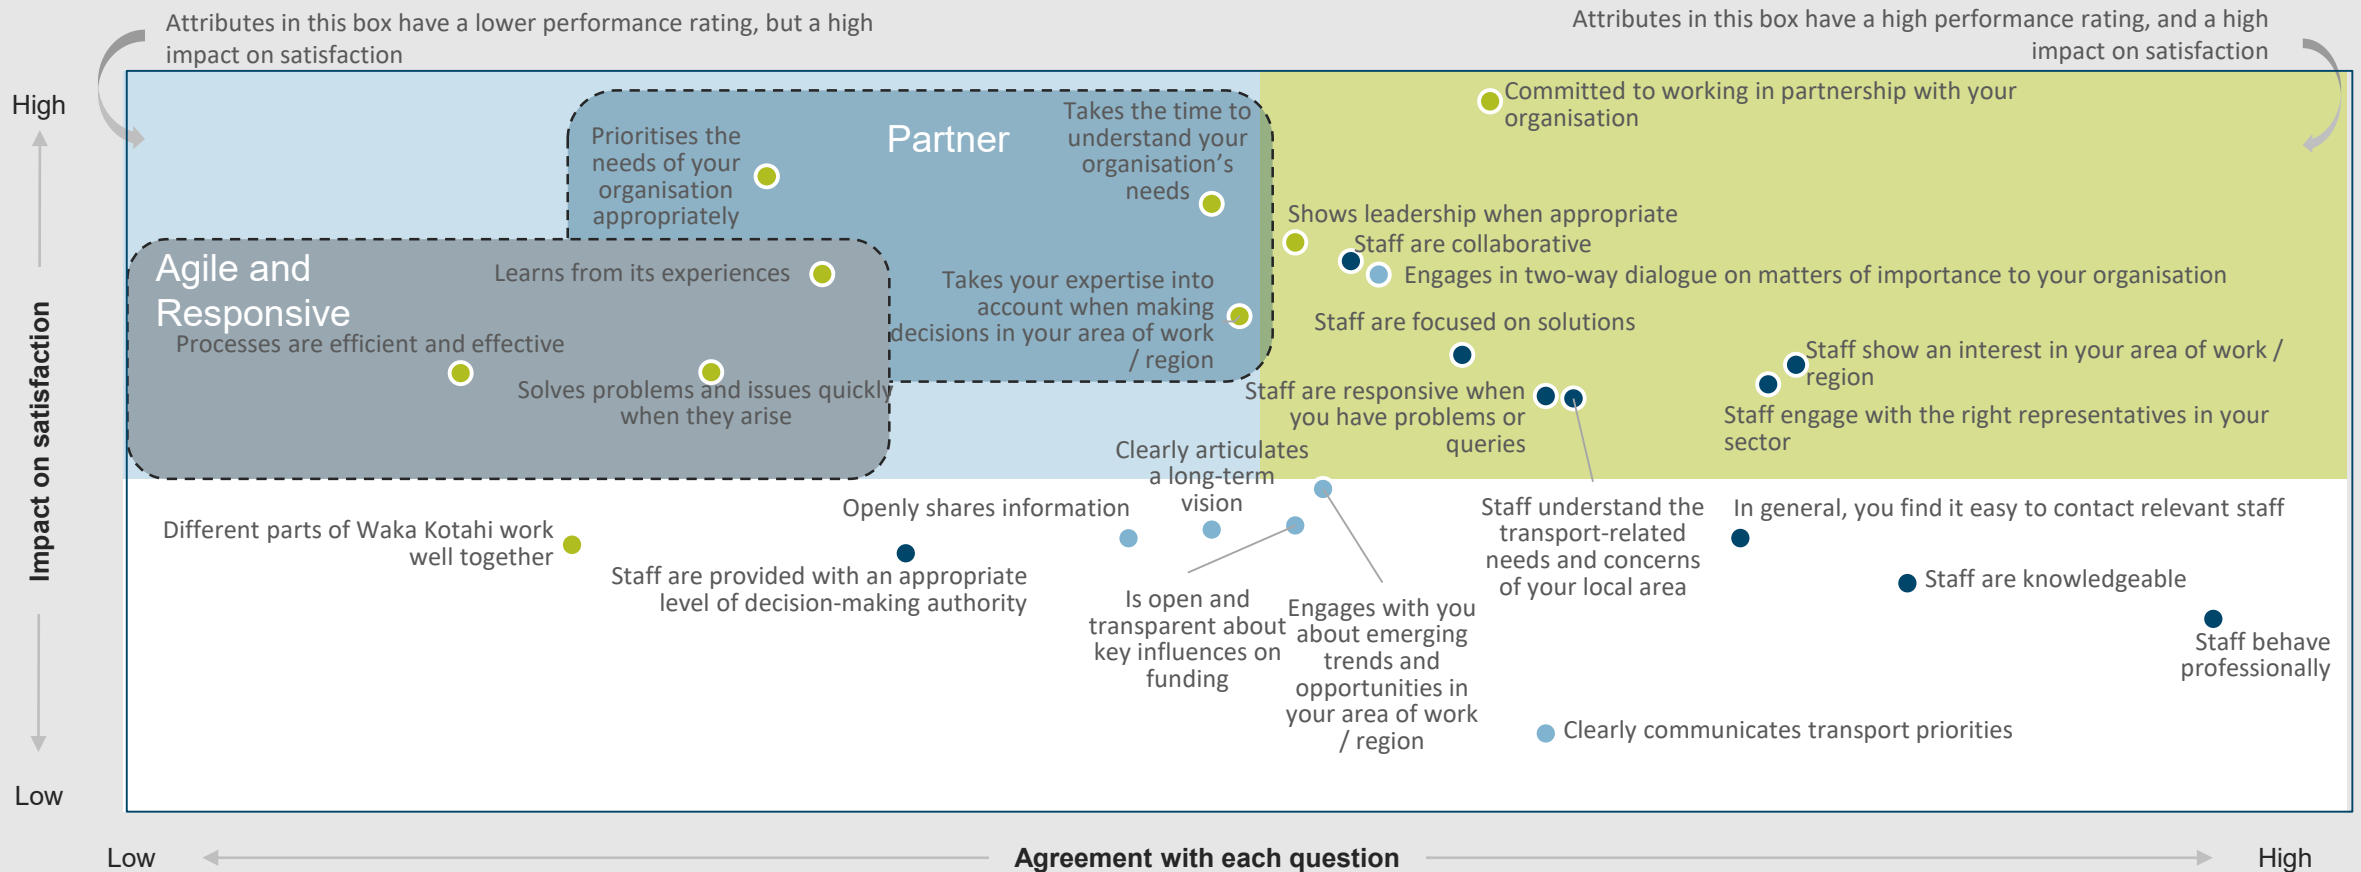 Attributes in this box have a lower performance rating, but a high
impact on satisfaction
Attributes in this box have a high performance rating, and a high
impact on satisfaction
High
Impact on satisfaction
Low
Partner
Prioritises the
needs of your
organisation
appropriately
Takes the time to
understand your
organisation’s
needs
Committed to working in partnership with your
organisation
Shows leadership when appropriate
Staff are collaborative
Engages in two-way dialogue on matters of importance to your organisation
Agile and
Responsive
Learns from its experiences
Takes your expertise into
account when making
decisions in your area of work
/ region
Processes are efficient and effective
Solves problems and issues quickly
when they arise
Staff are focused on solutions
Staff show an interest in your area of work /
region
Staff are responsive when
you have problems or
queries
Staff engage with the right representatives in your
sector
Clearly articulates
a long-term
vision
Openly shares information
Different parts of Waka Kotahi work
well together
Staff are provided with an appropriate
level of decision-making authority
Is open and
transparent about
key influences on
funding
Engages with you
about emerging
trends and
opportunities in
your area of work
/ region
Staff understand the
transport-related
needs and concerns
of your local area
In general, you find it easy to contact relevant staff
Staff are knowledgeable
Staff behave
professionally
Clearly communicates transport priorities
Low
Agreement with each question
High